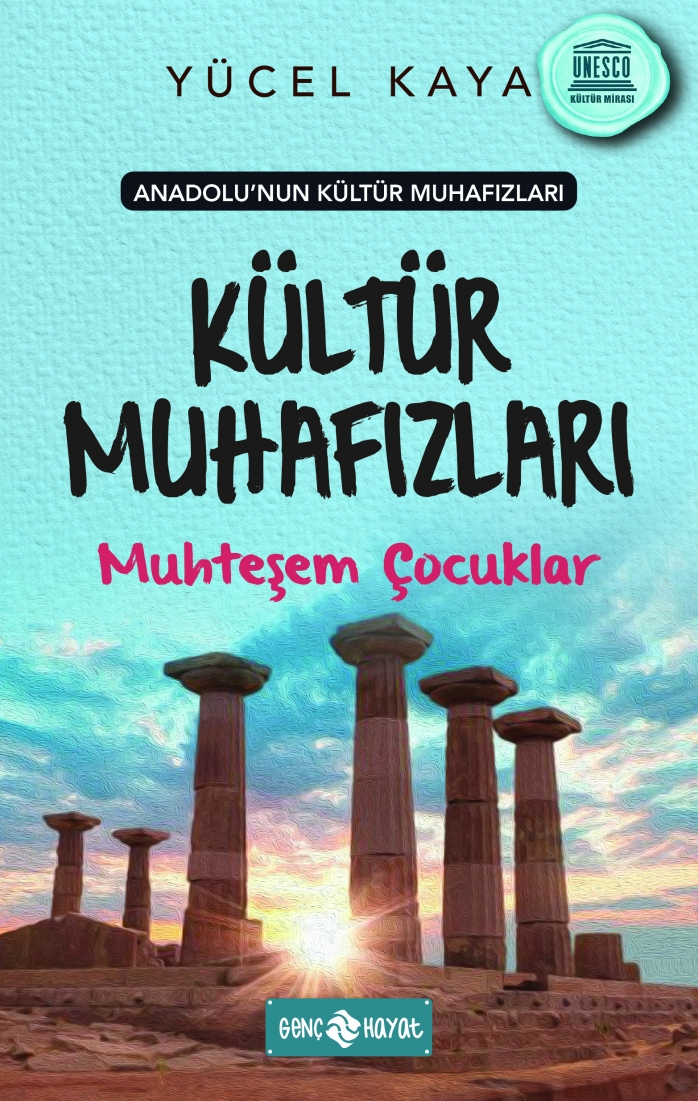 YÜCEL KAYA
UNESCO
KÜLTÜR MİRASI
ANADOLU'NUN KÜLTÜR MUHAFIZLARI
KÜLTÜR
MUHAFIZLARI
Muhteşem Çocuklar
GENÇ HAYAt